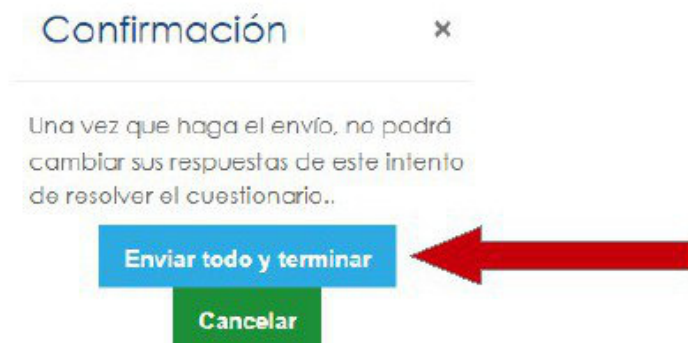 Confirmación ×
Una vez que haga el envío, no podrá
cambiar sus respuestas de este intento
de resolver el cuestionario..
Enviar todo y terminar
Cancelar